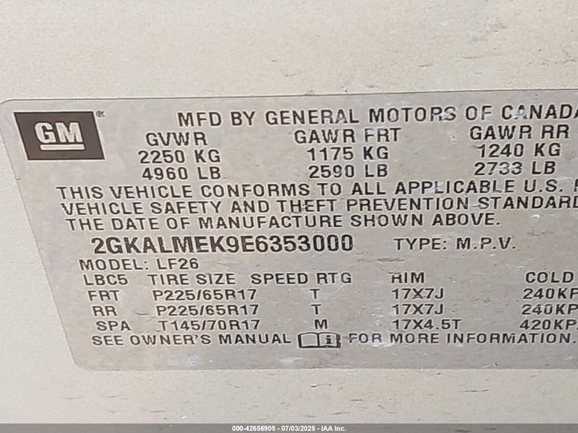 GM
MFD BY GENERAL MOTORS OF CANADA
GVWR GAWR FRT GAWR RR
2250 KG 1175 KG 1240 KG
4960 LB 2590 LB 2733 LB
THIS VEHICLE CONFORMS TO ALL APPLICABLE U.S.
VEHICLE SAFETY AND THEFT PREVENTION STANDARD
THE DATE OF MANUFACTURE SHOWN ABOVE.
2GKALMEK9E6353000 TYPE: M.P.V.
MODEL: LF26
LBC5 TIRE SIZE SPEED RTG RIM COLD
FRT P225/65R17 T 17X7J 240KP
RR P225/65R17 T 17X7J 240KP
SPA T145/70R17 M 17X4.5T 420KP
SEE OWNER'S MANUAL FOR MORE INFORMATION.
000-42656905 - 07/03/2025 - IAA Inc.